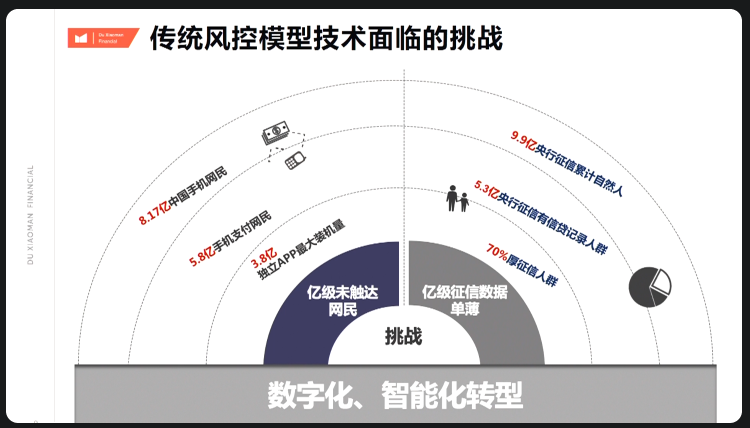 Du Xiaoman
Financial
传统风控模型技术面临的挑战
DU XIAOMAN FINANCIAL
8.17亿中国手机网民
5.8亿手机支付网民
3.8亿
独立APP最大装机量
9.9亿央行征信累计自然人
5.3亿央行征信有信贷记录人群
70%厚征信人群
亿级未触达
网民
亿级征信数据
单薄
挑战
数字化、智能化转型